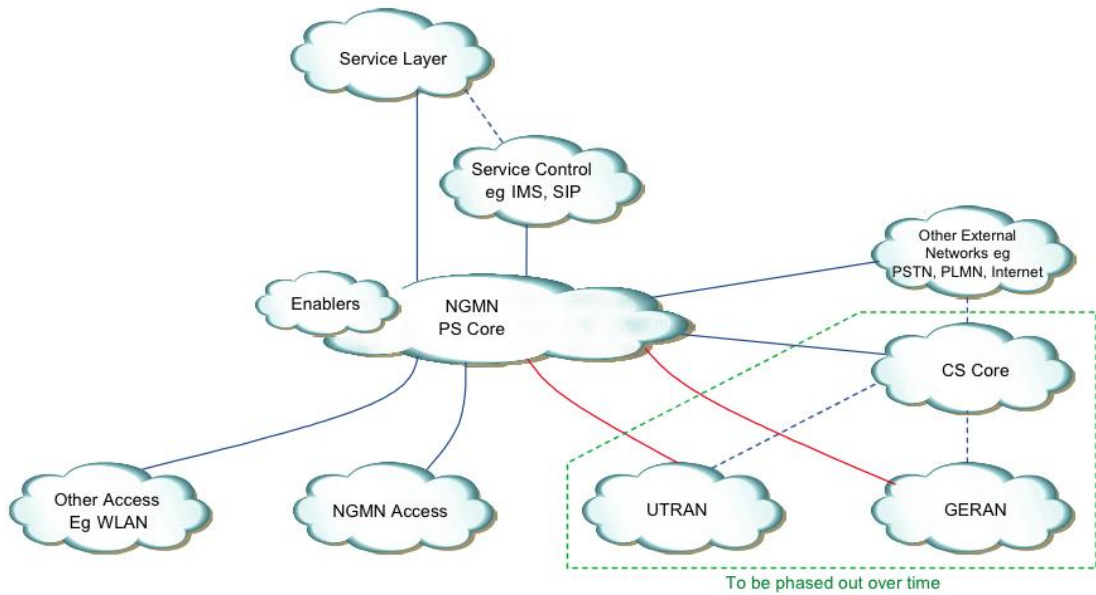 Service Layer
Service Control
eg IMS, SIP
Other External
Networks eg
PSTN, PLMN, Internet
Enablers
NGMN
PS Core
CS Core
Other Access
Eg WLAN
NGMN Access
UTRAN
GERAN
To be phased out over time